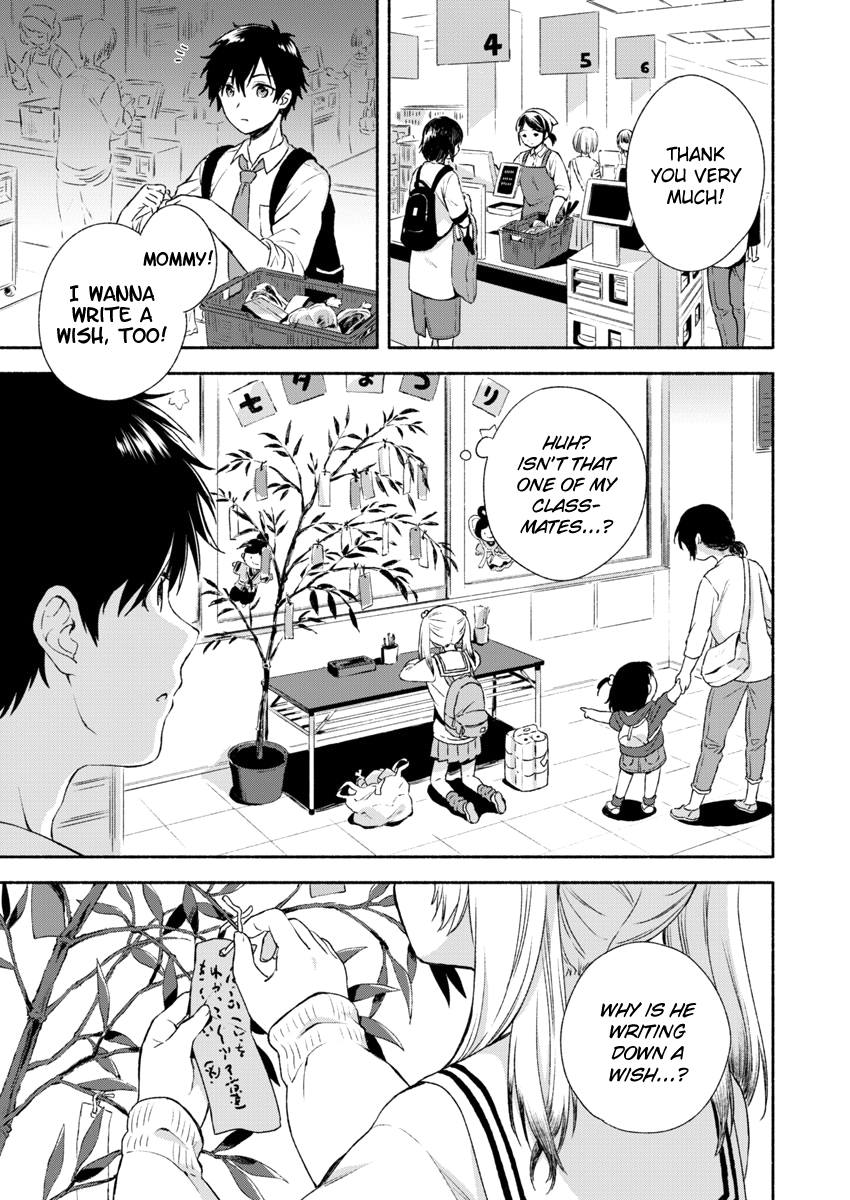 4
5
6
THANK
YOU VERY
MUCH!
MOMMY!
I WANNA
WRITE A
WISH, TOO!
七夕まつり
HUH?
ISN'T THAT
ONE OF MY
CLASS-
MATES...?
WHY IS HE
WRITING
DOWN A
WISH...?